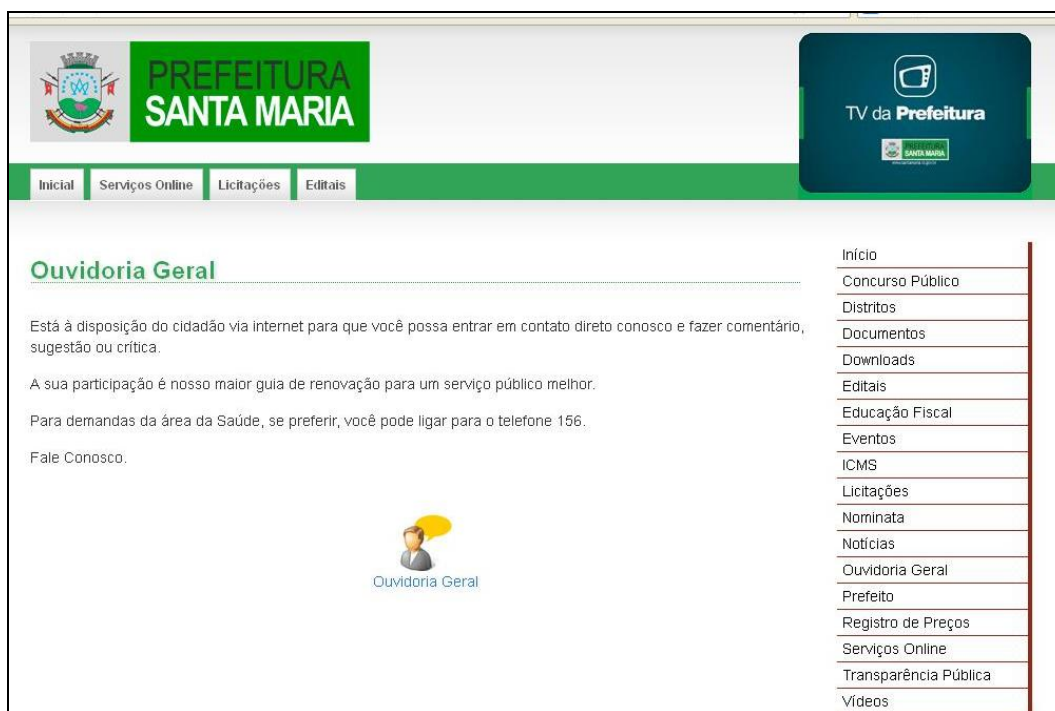 PREFEITURA
SANTA MARIA
TV da Prefeitura
PREFEITURA
SANTA MARIA
Inicial
Serviços Online
Licitações
Editais
Ouvidoria Geral
Está à disposição do cidadão via internet para que você possa entrar em contato direto conosco e fazer comentário,
sugestão ou crítica.
A sua participação é nosso maior guia de renovação para um serviço público melhor.
Para demandas da área da Saúde, se preferir, você pode ligar para o telefone 156.
Fale Conosco.
Ouvidoria Geral
Início
Concurso Público
Distritos
Documentos
Downloads
Editais
Educação Fiscal
Eventos
ICMS
Licitações
Nominata
Notícias
Ouvidoria Geral
Prefeito
Registro de Preços
Serviços Online
Transparência Pública
Vídeos